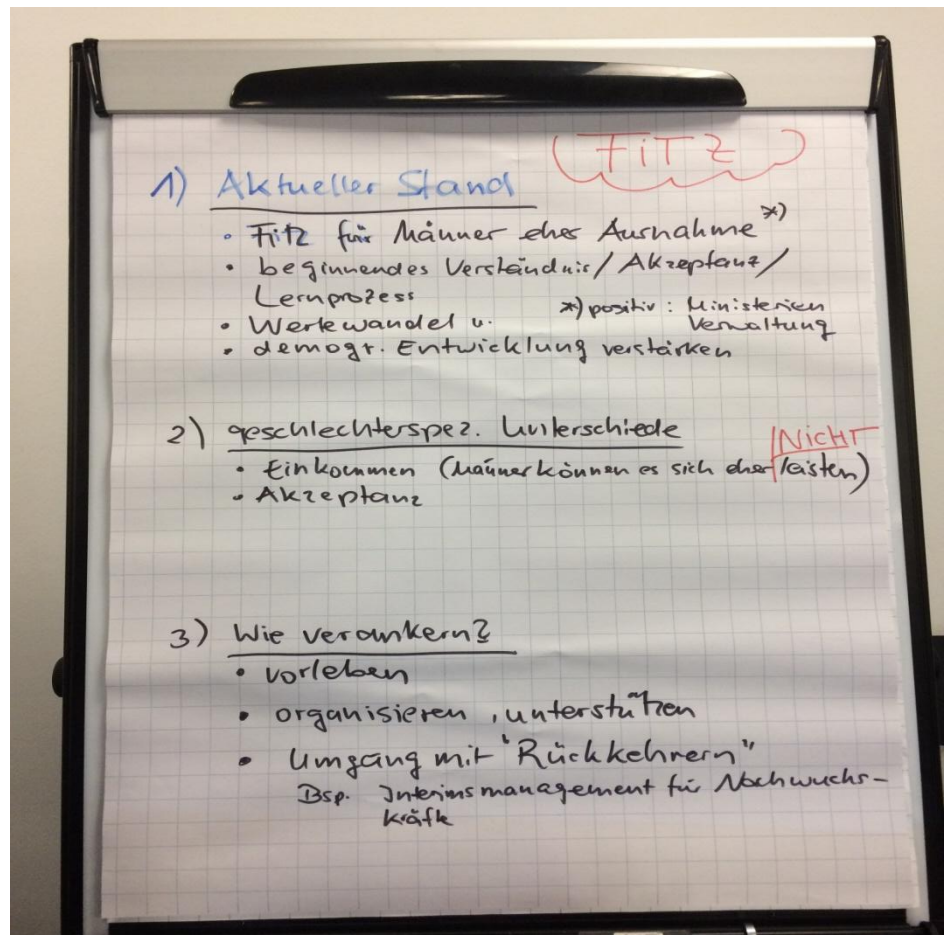 FiTZ
1) Aktueller Stand
• Fitz für Männer eher Ausnahme *)
• beginnendes Verständnis / Akzeptanz /
Lernprozess
*) positiv: Ministerien
Verwaltung
• Wertewandel u.
• demogr. Entwicklung verstärken
2) geschlechterspez. Unterschiede
NiCHT
• Einkommen (Männer können es sich eher leisten)
• Akzeptanz
3) Wie verankern?
• vorleben
• organisieren, unterstützen
• Umgang mit "Rückkehrern"
Bsp. Interimsmanagement für Nachwuchs-
kräfte